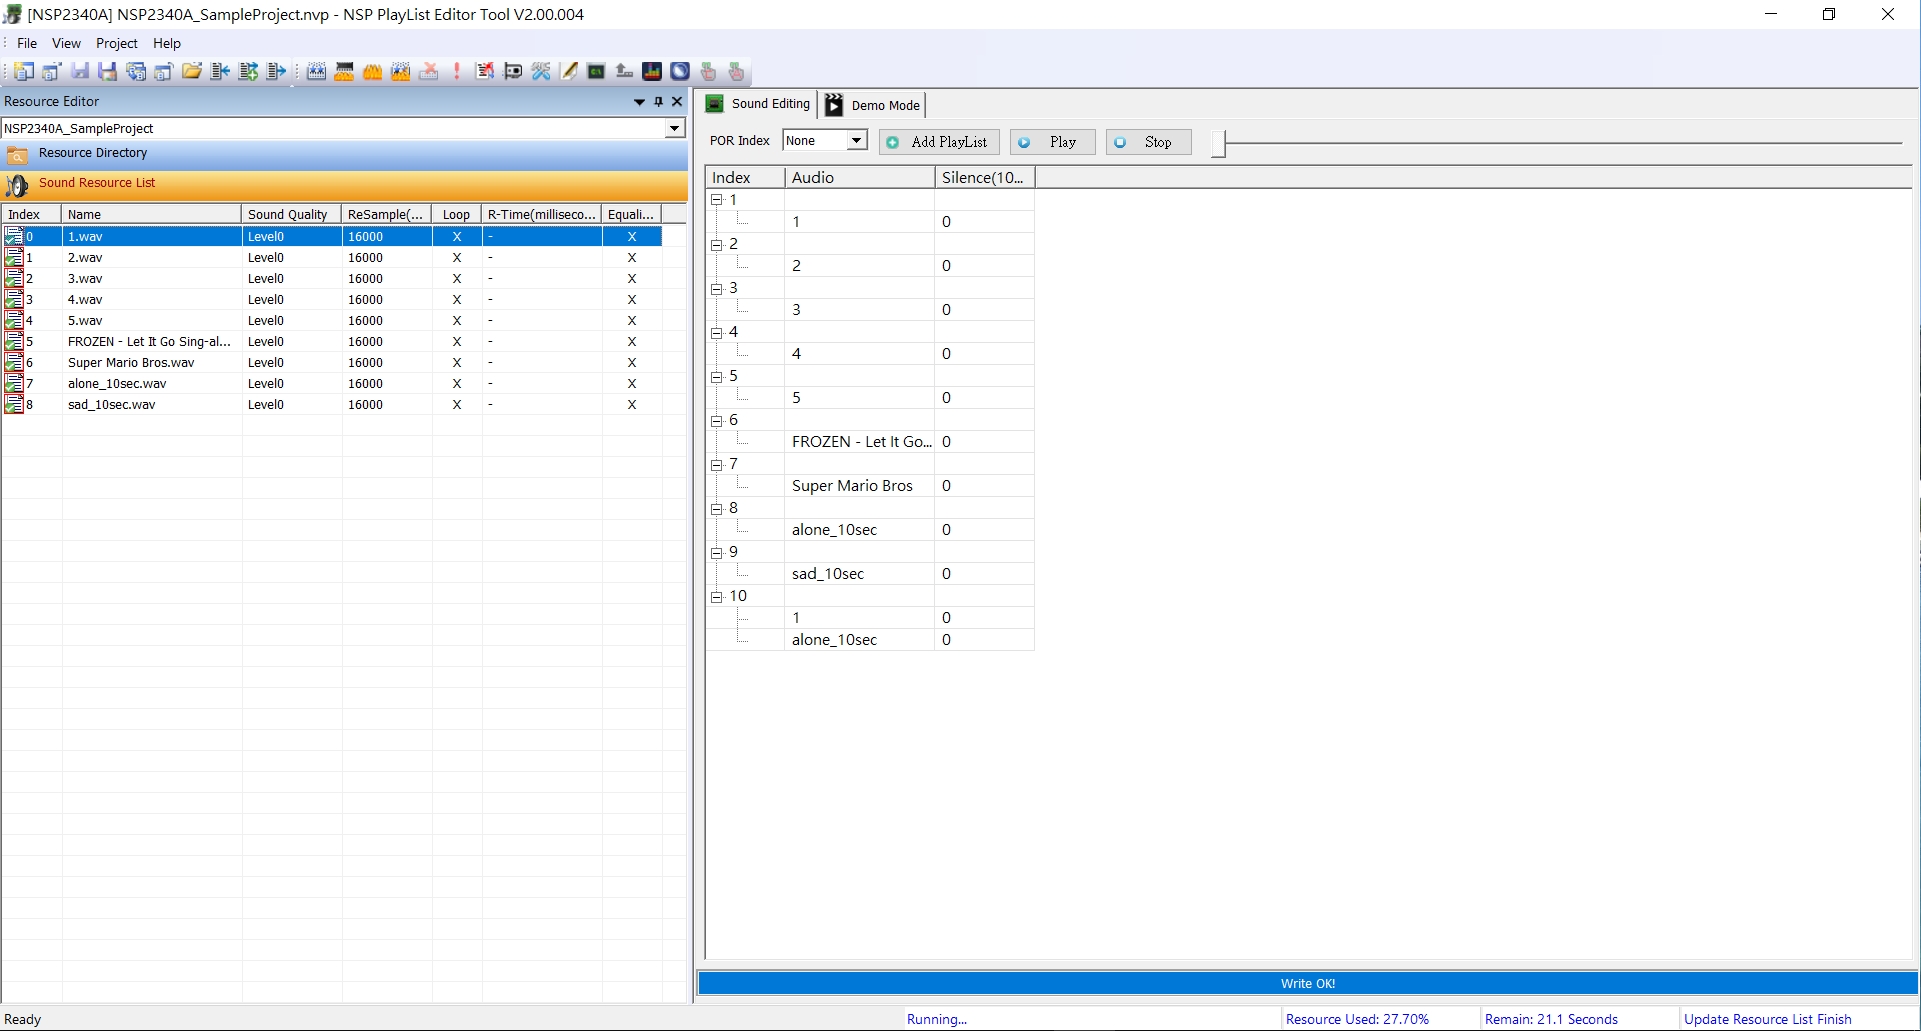 [NSP2340A] NSP2340A_SampleProject.nvp - NSP PlayList Editor Tool V2.00.004
File View Project Help
Resource Editor
NSP2340A_SampleProject
Resource Directory
Sound Resource List
Index Name Sound Quality ReSample(... Loop R-Time(milliseco... Equali...
0 1.wav Level0 16000 X - X
1 2.wav Level0 16000 X - X
2 3.wav Level0 16000 X - X
3 4.wav Level0 16000 X - X
4 5.wav Level0 16000 X - X
5 FROZEN - Let It Go Sing-al... Level0 16000 X - X
6 Super Mario Bros.wav Level0 16000 X - X
7 alone_10sec.wav Level0 16000 X - X
8 sad_10sec.wav Level0 16000 X - X
Sound Editing Demo Mode
POR Index None Add PlayList Play Stop
Index Audio Silence(10...
1
1 0
2
2 0
3
3 0
4
4 0
5
5 0
6
FROZEN - Let It Go... 0
7
Super Mario Bros 0
8
alone_10sec 0
9
sad_10sec 0
10
1 0
alone_10sec 0
Write OK!
Ready Running... Resource Used: 27.70% Remain: 21.1 Seconds Update Resource List Finish